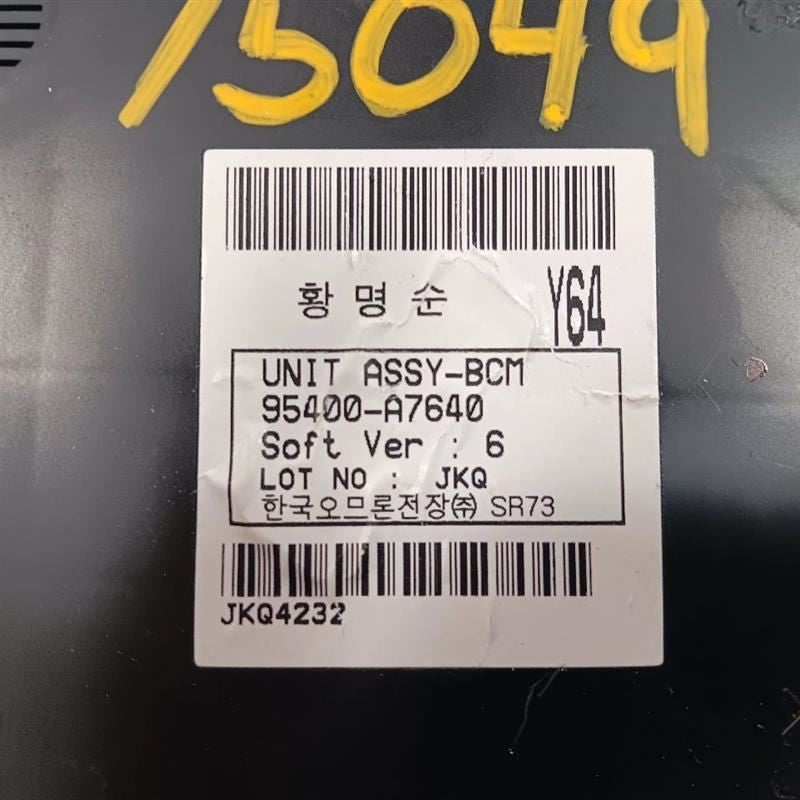 15049
황 명 순
Y64
UNIT ASSY-BCM
95400-A7640
Soft Ver : 6
LOT NO : JKQ
한국오므론전장㈜ SR73
JKQ4232